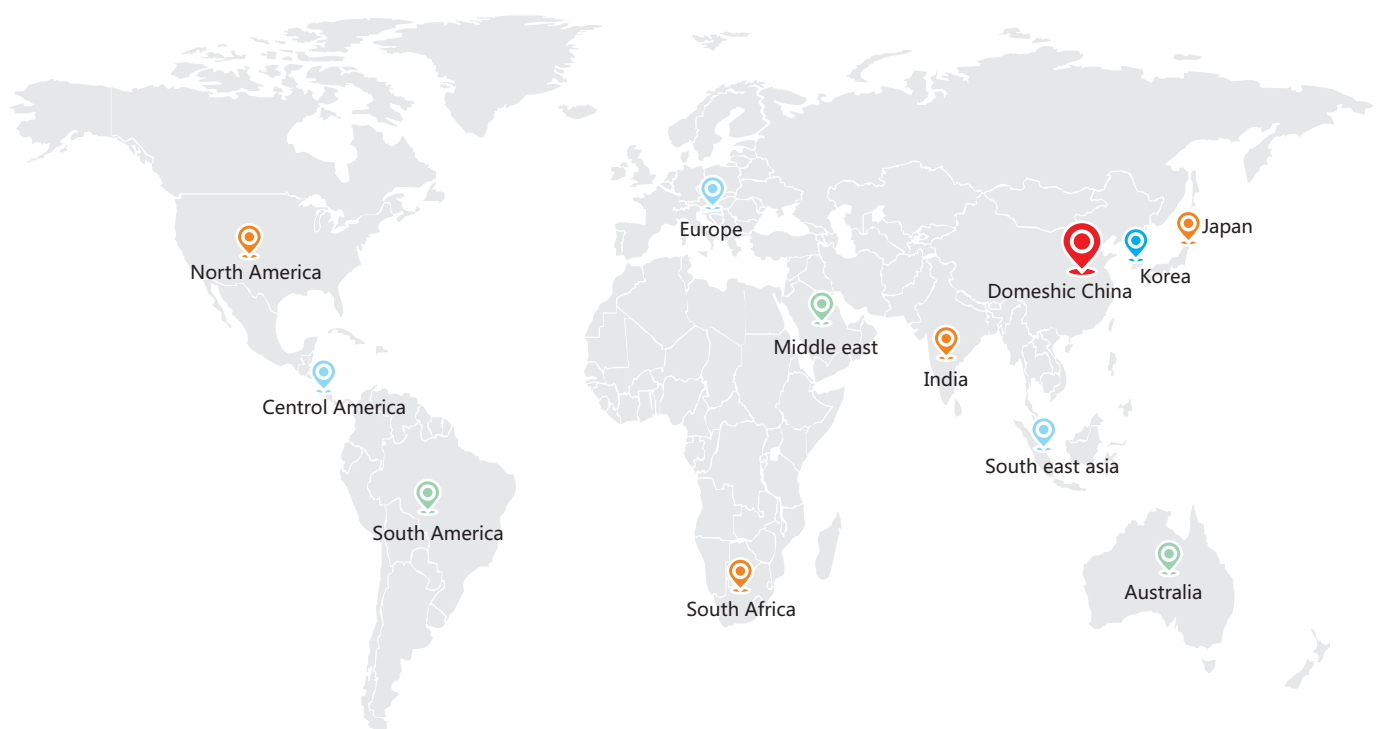 Japan
Europe
North America
Korea
Domeshic China
Middle east
India
Centrol America
South east asia
South America
Australia
South Africa